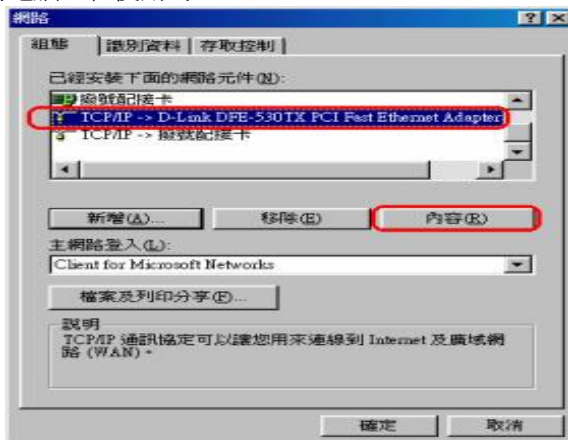 網路
組態 識別資料 存取控制
已經安裝下面的網路元件(N):
撥號配接卡
TCP/IP -> D-Link DFE-530TX PCI Fast Ethernet Adapter
TCP/IP -> 撥號配接卡
新增(A)... 移除(E) 內容(R)
主網路登入(L):
Client for Microsoft Networks
檔案及列印分享(F)...
說明
TCP/IP 通訊協定可以讓您用來連線到 Internet 及廣域網
路 (WAN)。
確定 取消